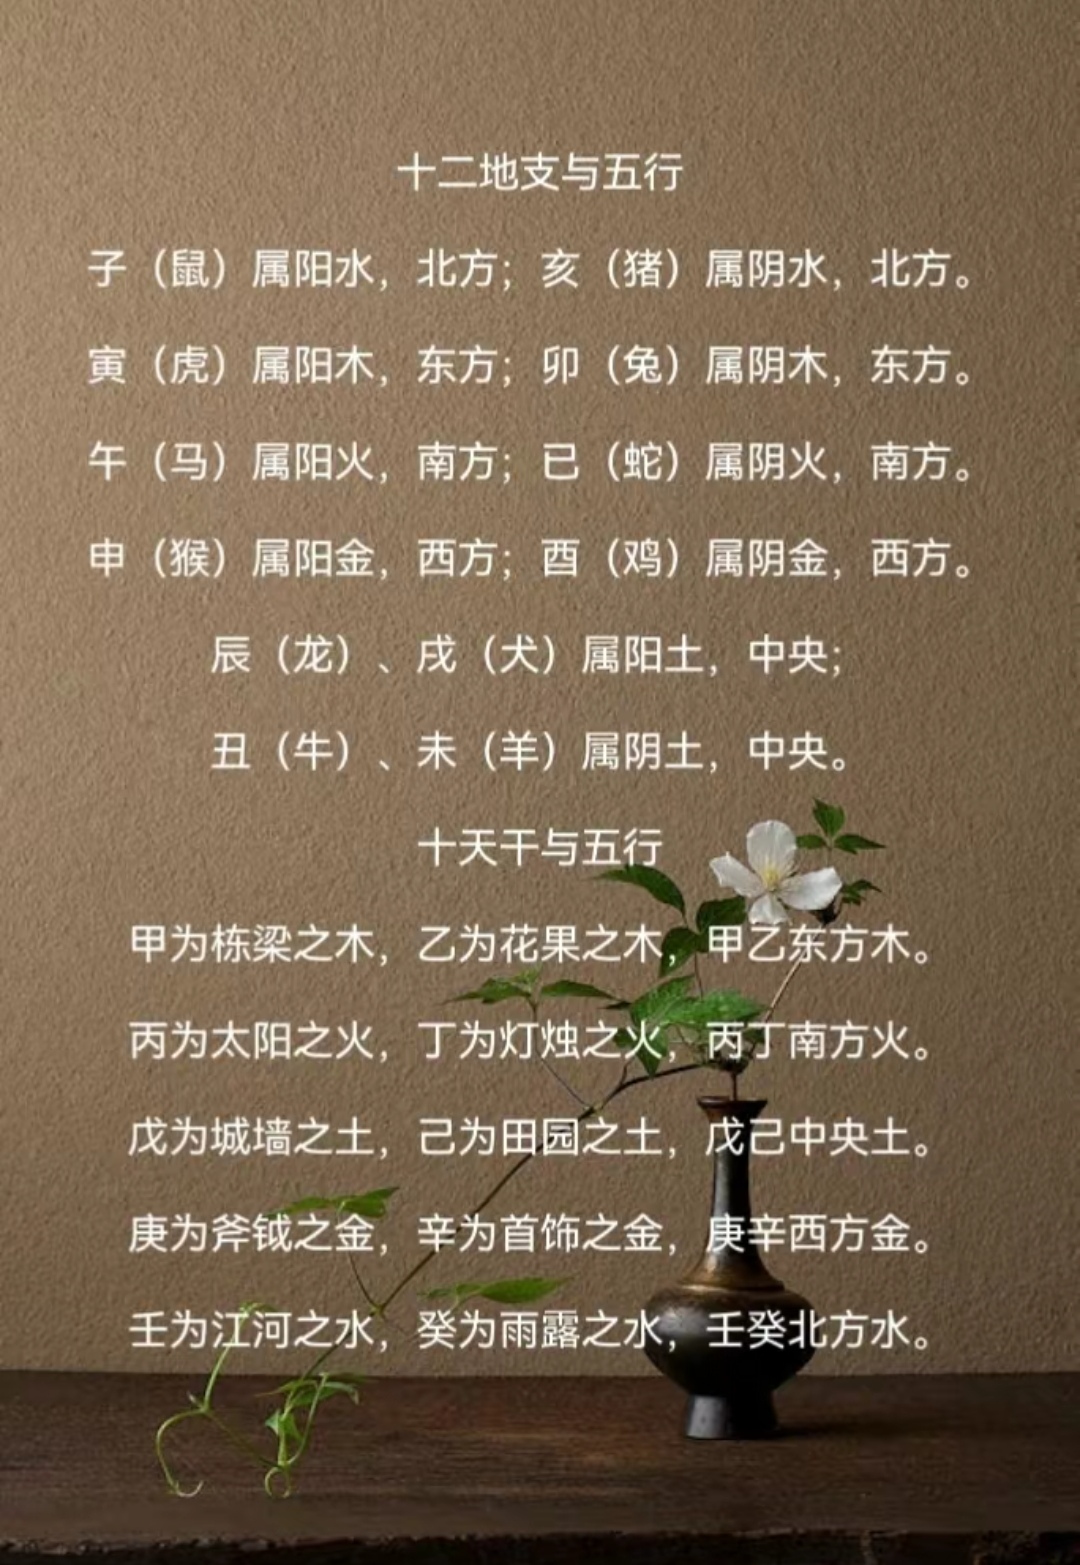 十二地支与五行
子（鼠）属阳水，北方；亥（猪）属阴水，北方。
寅（虎）属阳木，东方；卯（兔）属阴木，东方。
午（马）属阳火，南方；已（蛇）属阴火，南方。
申（猴）属阳金，西方；酉（鸡）属阴金，西方。
辰（龙）、戌（犬）属阳土，中央；
丑（牛）、未（羊）属阴土，中央。
十天干与五行
甲为栋梁之木，乙为花果之木，甲乙东方木。
丙为太阳之火，丁为灯烛之火，丙丁南方火。
戊为城墙之土，己为田园之土，戊己中央土。
庚为斧钺之金，辛为首饰之金，庚辛西方金。
壬为江河之水，癸为雨露之水，壬癸北方水。